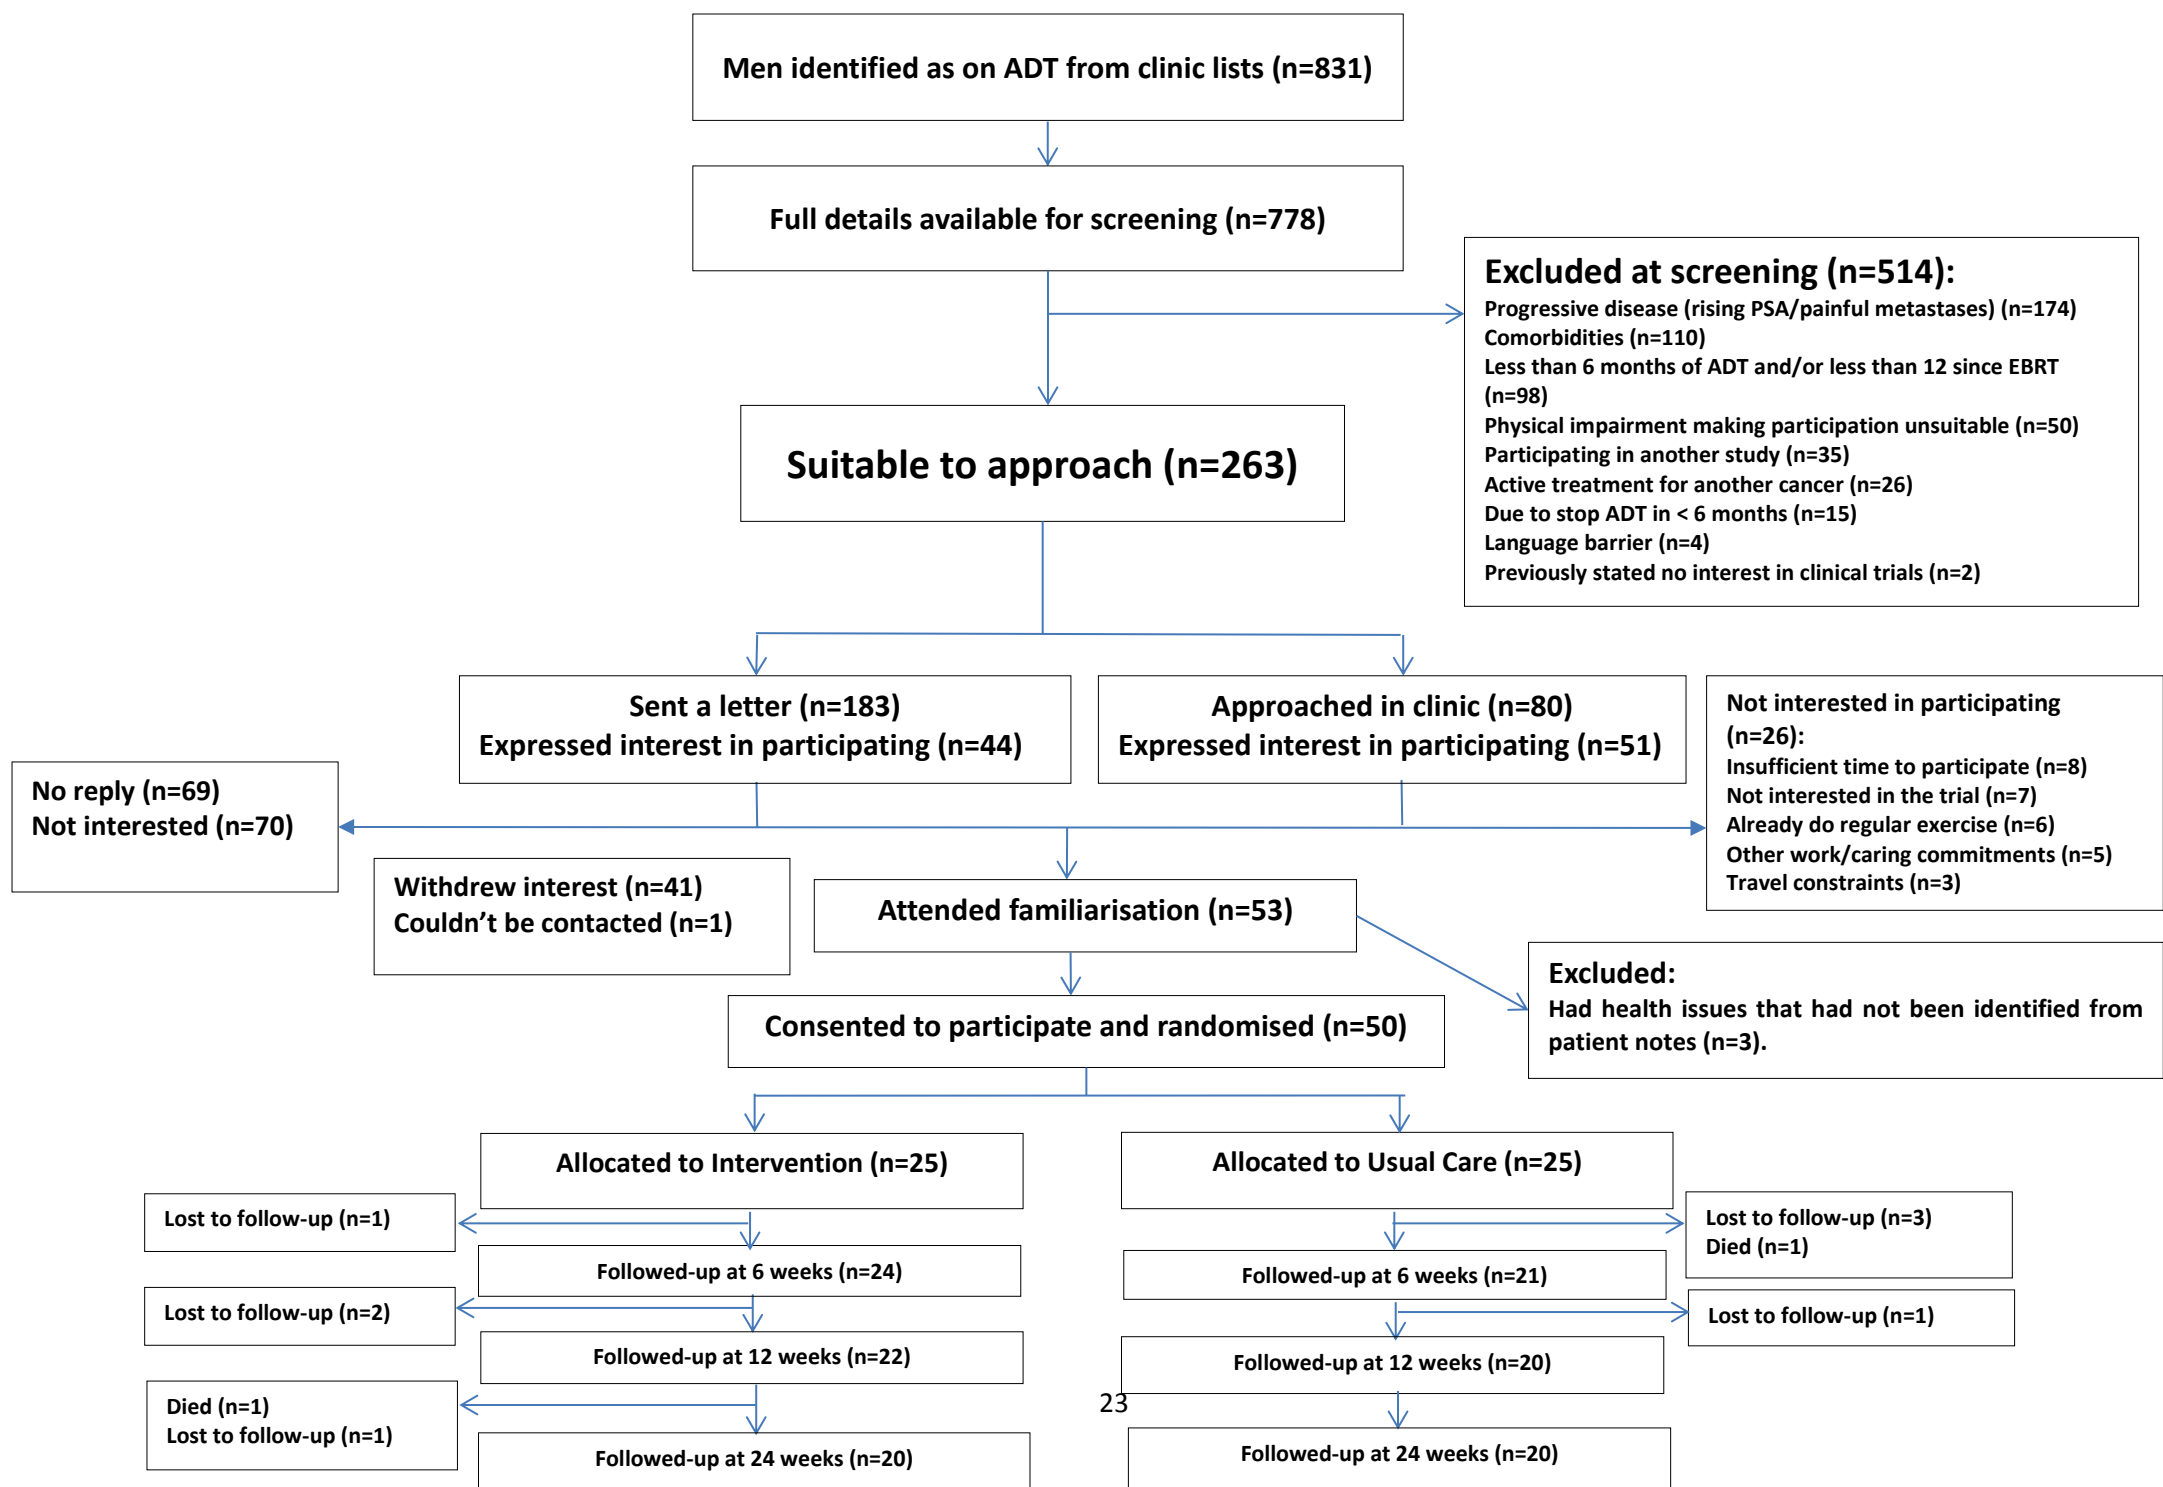 Men identified as on ADT from clinic lists (n=831)
Full details available for screening (n=778)
Excluded at screening (n=514):
Progressive disease (rising PSA/painful metastases) (n=174)
Comorbidities (n=110)
Less than 6 months of ADT and/or less than 12 since EBRT
(n=98)
Physical impairment making participation unsuitable (n=50)
Participating in another study (n=35)
Active treatment for another cancer (n=26)
Due to stop ADT in < 6 months (n=15)
Language barrier (n=4)
Previously stated no interest in clinical trials (n=2)
Suitable to approach (n=263)
Sent a letter (n=183)
Expressed interest in participating (n=44)
Approached in clinic (n=80)
Expressed interest in participating (n=51)
Not interested in participating
(n=26):
Insufficient time to participate (n=8)
Not interested in the trial (n=7)
Already do regular exercise (n=6)
Other work/caring commitments (n=5)
Travel constraints (n=3)
No reply (n=69)
Not interested (n=70)
Withdrew interest (n=41)
Couldn’t be contacted (n=1)
Attended familiarisation (n=53)
Excluded:
Had health issues that had not been identified from
patient notes (n=3).
Consented to participate and randomised (n=50)
Allocated to Intervention (n=25)
Allocated to Usual Care (n=25)
Lost to follow-up (n=1)
Lost to follow-up (n=3)
Died (n=1)
Followed-up at 6 weeks (n=24)
Followed-up at 6 weeks (n=21)
Lost to follow-up (n=2)
Lost to follow-up (n=1)
Followed-up at 12 weeks (n=22)
Followed-up at 12 weeks (n=20)
23
Died (n=1)
Lost to follow-up (n=1)
Followed-up at 24 weeks (n=20)
Followed-up at 24 weeks (n=20)